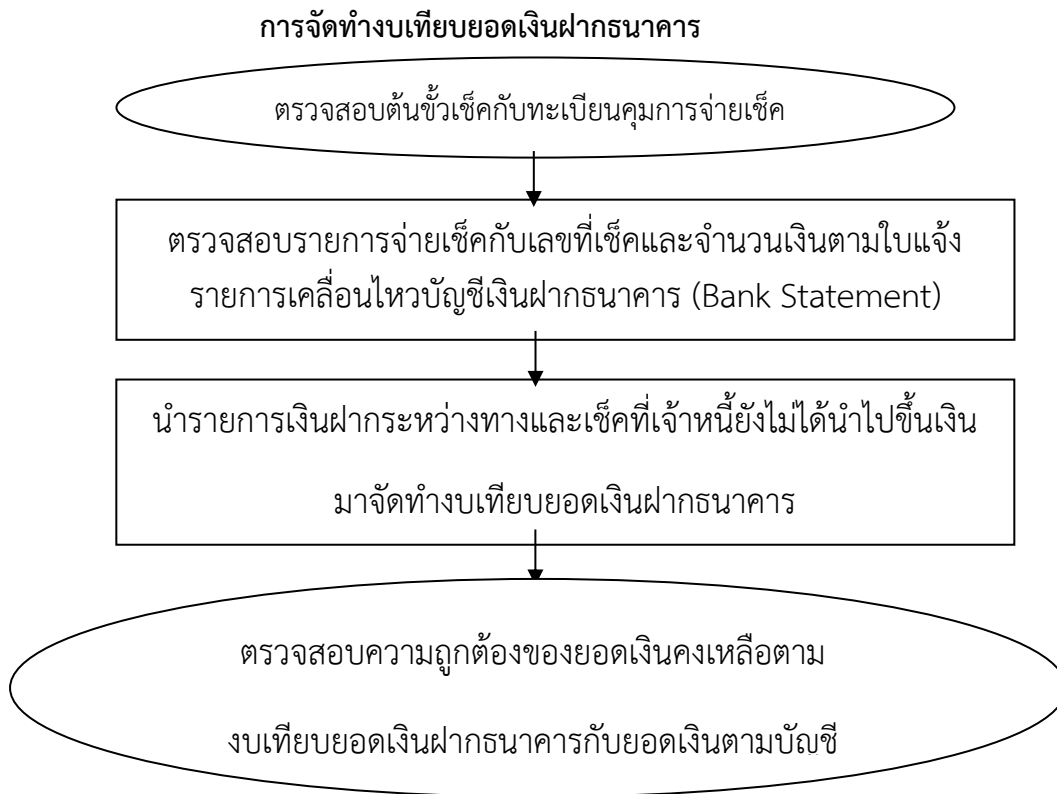 การจัดทำงบเทียบยอดเงินฝากธนาคาร
ตรวจสอบต้นขั้วเช็คกับทะเบียนคุมการจ่ายเช็ค
ตรวจสอบรายการจ่ายเช็คกับเลขที่เช็คและจำนวนเงินตามใบแจ้ง
รายการเคลื่อนไหวบัญชีเงินฝากธนาคาร (Bank Statement)
นำรายการเงินฝากระหว่างทางและเช็คที่เจ้าหนี้ยังไม่ได้นำไปขึ้นเงิน
มาจัดทำงบเทียบยอดเงินฝากธนาคาร
ตรวจสอบความถูกต้องของยอดเงินคงเหลือตาม
งบเทียบยอดเงินฝากธนาคารกับยอดเงินตามบัญชี